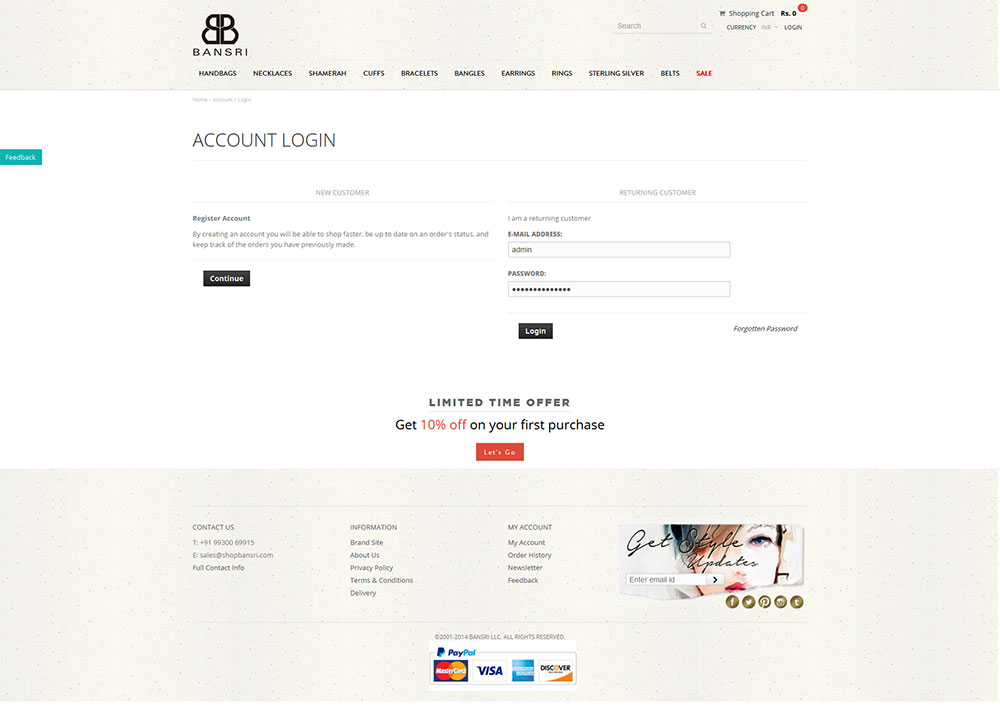 BANSRI
Search
Shopping Cart Rs. 0 0
CURRENCY INR LOGIN
HANDBAGS NECKLACES SHAMERAH CUFFS BRACELETS BANGLES EARRINGS RINGS STERLING SILVER BELTS SALE
Home > Account > Login
ACCOUNT LOGIN
Feedback
NEW CUSTOMER
Register Account
By creating an account you will be able to shop faster, be up to date on an order's status, and
keep track of the orders you have previously made.
Continue
RETURNING CUSTOMER
I am a returning customer
E-MAIL ADDRESS:
admin
PASSWORD:
••••••••••••••
Login
Forgotten Password
LIMITED TIME OFFER
Get 10% off on your first purchase
Let's Go
CONTACT US
T: +91 99300 69915
E: sales@shopbansri.com
Full Contact Info
INFORMATION
Brand Site
About Us
Privacy Policy
Terms & Conditions
Delivery
MY ACCOUNT
My Account
Order History
Newsletter
Feedback
Get Style
Updates
Enter email id
©2001-2014 BANSRI LLC. ALL RIGHTS RESERVED.
PayPal
MasterCard VISA AMERICAN EXPRESS DISCOVER